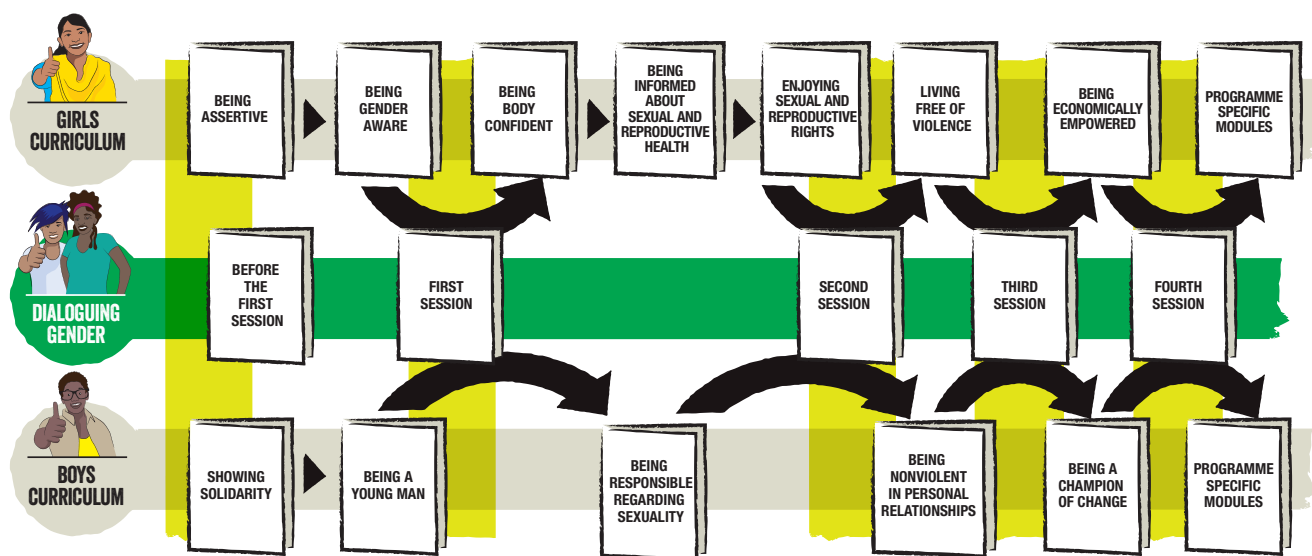 GIRLS
CURRICULUM
BEING
ASSERTIVE
BEING
GENDER
AWARE
BEING
BODY
CONFIDENT
BEING
INFORMED
ABOUT
SEXUAL AND
REPRODUCTIVE
HEALTH
ENJOYING
SEXUAL AND
REPRODUCTIVE
RIGHTS
LIVING
FREE OF
VIOLENCE
BEING
ECONOMICALLY
EMPOWERED
PROGRAMME
SPECIFIC
MODULES
DIALOGUING
GENDER
BEFORE
THE
FIRST
SESSION
FIRST
SESSION
SECOND
SESSION
THIRD
SESSION
FOURTH
SESSION
BOYS
CURRICULUM
SHOWING
SOLIDARITY
BEING A
YOUNG MAN
BEING
RESPONSIBLE
REGARDING
SEXUALITY
BEING
NONVIOLENT
IN PERSONAL
RELATIONSHIPS
BEING A
CHAMPION
OF CHANGE
PROGRAMME
SPECIFIC
MODULES